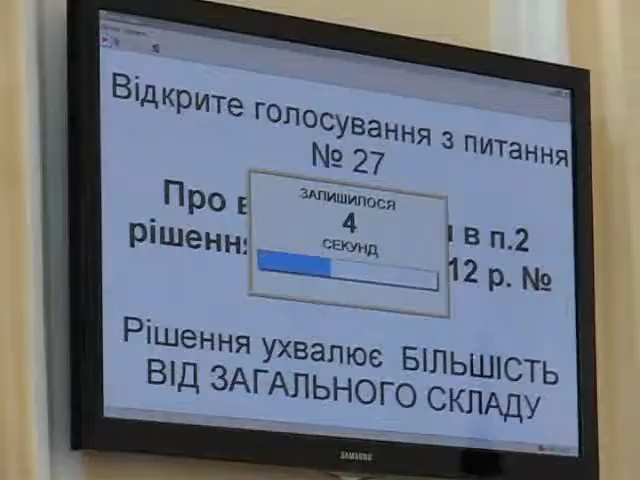 Відкрите голосування з питання
№ 27
Про в
в п.2
рішенн
12 р. №
ЗАЛИШИЛОСЯ
4
СЕКУНД
Рішення ухвалює БІЛЬШІСТЬ
ВІД ЗАГАЛЬНОГО СКЛАДУ
SAMSUNG